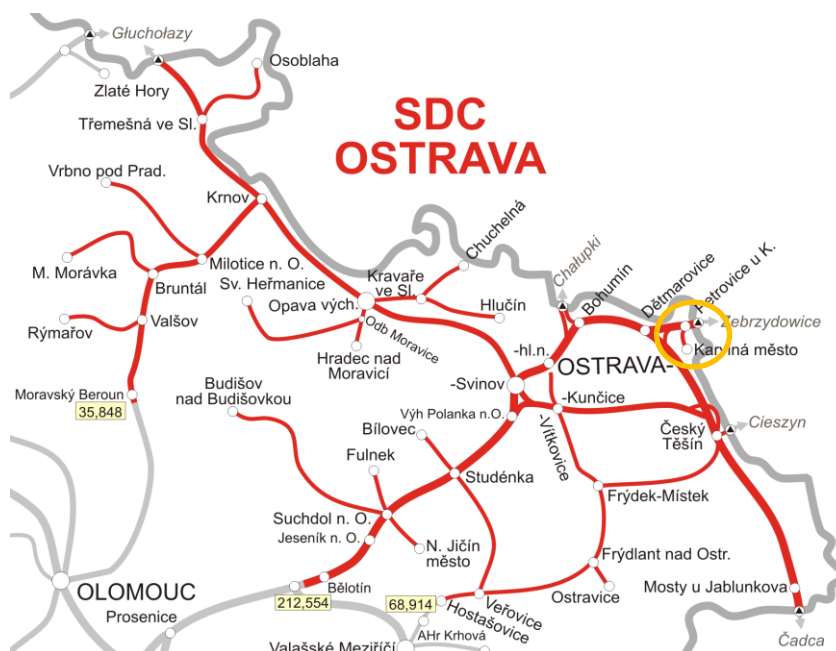 Głuchołazy
Osoblaha
Zlaté Hory
SDC
OSTRAVA
Třemešná ve Sl.
Vrbno pod Prad.
Krnov
Chuchelná
Chałupki
Bohumín
Dětmarovice
Petrovice u K.
M. Morávka
Milotice n. O.
Bruntál
Sv. Heřmanice
Kravaře
ve Sl.
Opava vých.
Hlučín
Zebrzydowice
Rýmařov
Valšov
Odb Moravice
Karviná město
Hradec nad
Moravicí
-hl.n.
OSTRAVA-
-Svinov
Moravský Beroun
35,848
Budišov
nad Budišovkou
-Kunčice
Výh Polanka n.O.
-Vítkovice
Cieszyn
Český
Těšín
Bílovec
Fulnek
Studénka
Frýdek-Místek
Suchdol n. O.
Jeseník n. O.
N. Jičín
město
Frýdlant nad Ostr.
Bělotín
OLOMOUC
212,554
68,914
Hostašovice
Veřovice
Ostravice
Mosty u Jablunkova
Prosenice
AHr Krhová
Valašské Meziříčí
Čadca